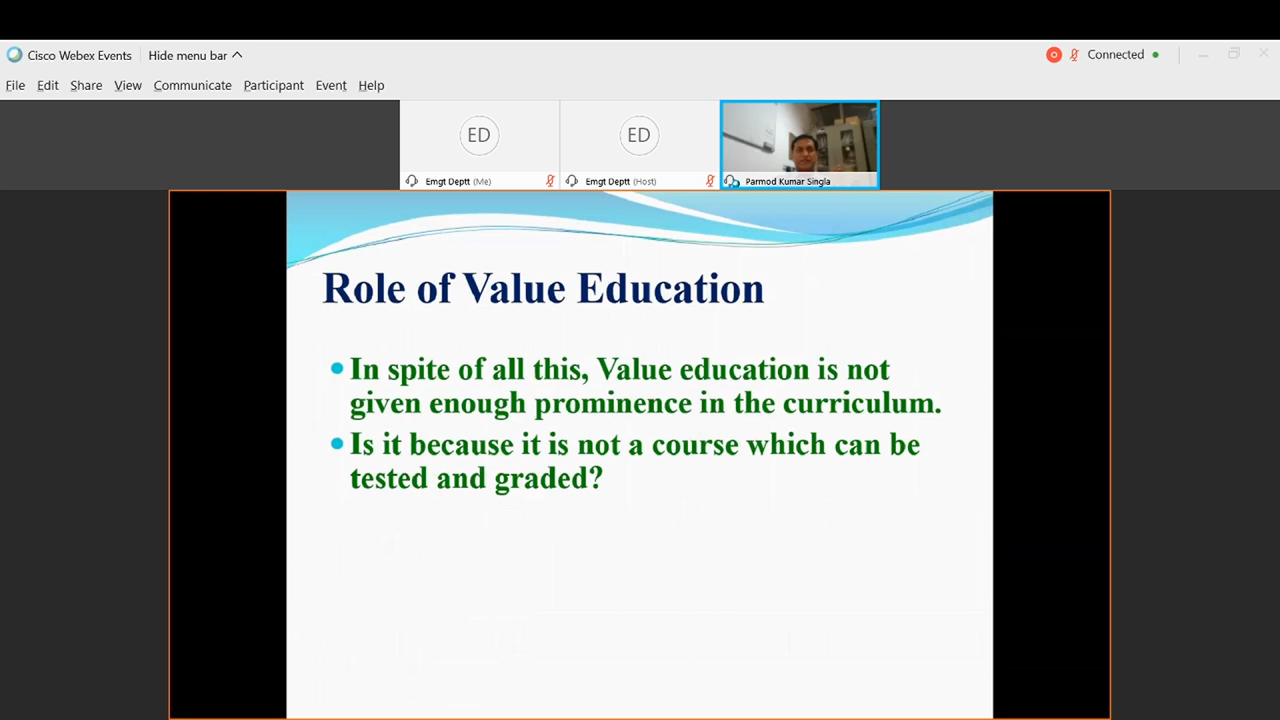 Cisco Webex Events Hide menu bar Connected
File Edit Share View Communicate Participant Event Help
ED ED
Emgt Deptt (Me) Emgt Deptt (Host) Parmod Kumar Singla
Role of Value Education
In spite of all this, Value education is not
given enough prominence in the curriculum.
Is it because it is not a course which can be
tested and graded?